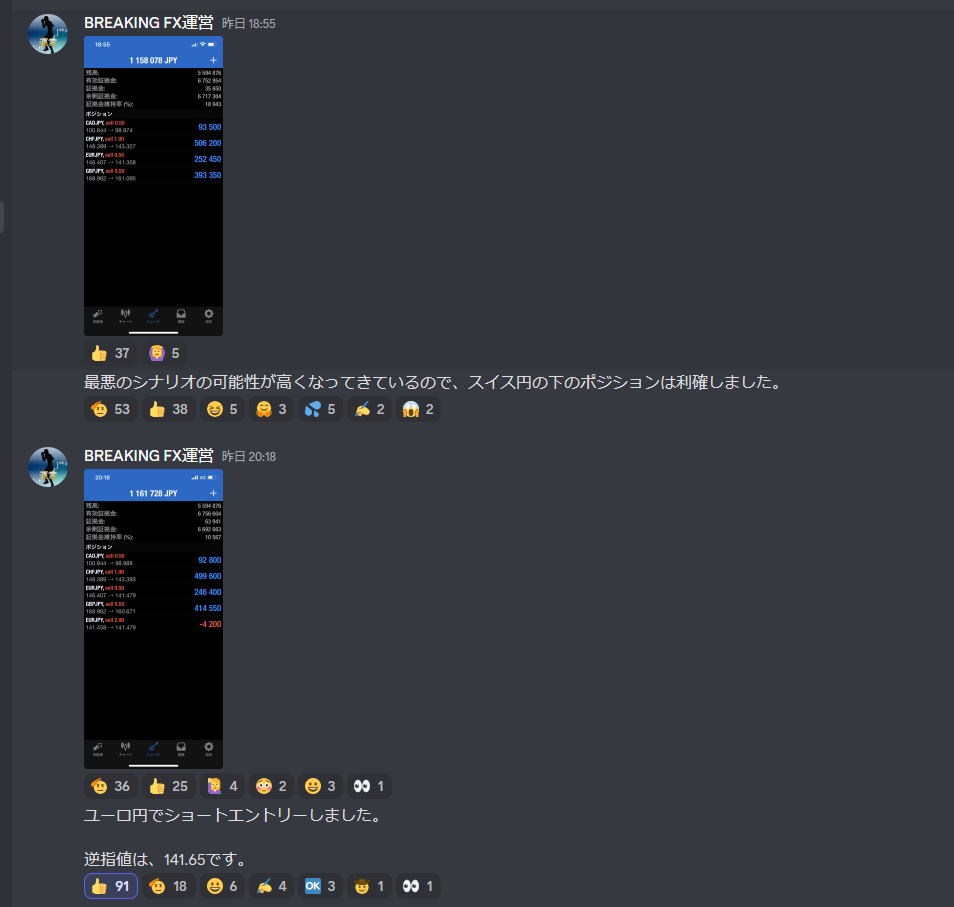 BREAKING FX運営 昨日 18:55
18:55
1 158 078 JPY +
残高: 5 594 876
有効証拠金: 6 752 954
証拠金: 35 650
余剰証拠金: 6 717 304
証拠金維持率 (%): 18 943
ポジション
CADJPY, sell 0.50
100.844 → 98.974 93 500
CHFJPY, sell 1.00
148.389 → 143.327 506 200
EURJPY, sell 0.50
146.407 → 141.358 252 450
GBPJPY, sell 0.50
168.962 → 161.095 393 350
チャート
37 5
最悪のシナリオの可能性が高くなってきているので、スイス円の下のポジションは利確しました。
53 38 5 3 5 2 2
BREAKING FX運営 昨日 20:18
20:18 4G
1 161 728 JPY +
残高: 5 594 876
有効証拠金: 6 756 604
証拠金: 63 941
余剰証拠金: 6 692 663
証拠金維持率 (%): 10 567
ポジション
CADJPY, sell 0.50
100.844 → 98.988 92 800
CHFJPY, sell 1.00
148.389 → 143.393 499 600
EURJPY, sell 0.50
146.407 → 141.479 246 400
GBPJPY, sell 0.50
168.962 → 160.671 414 550
EURJPY, sell 2.00
141.458 → 141.479 -4 200
チャート
36 25 4 2 3 1
ユーロ円でショートエントリーしました。
逆指値は、141.65です。
91 18 6 4 OK 3 1 1